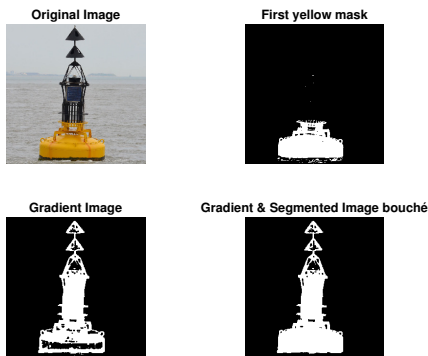 Original Image
First yellow mask
Gradient Image
Gradient & Segmented Image bouché